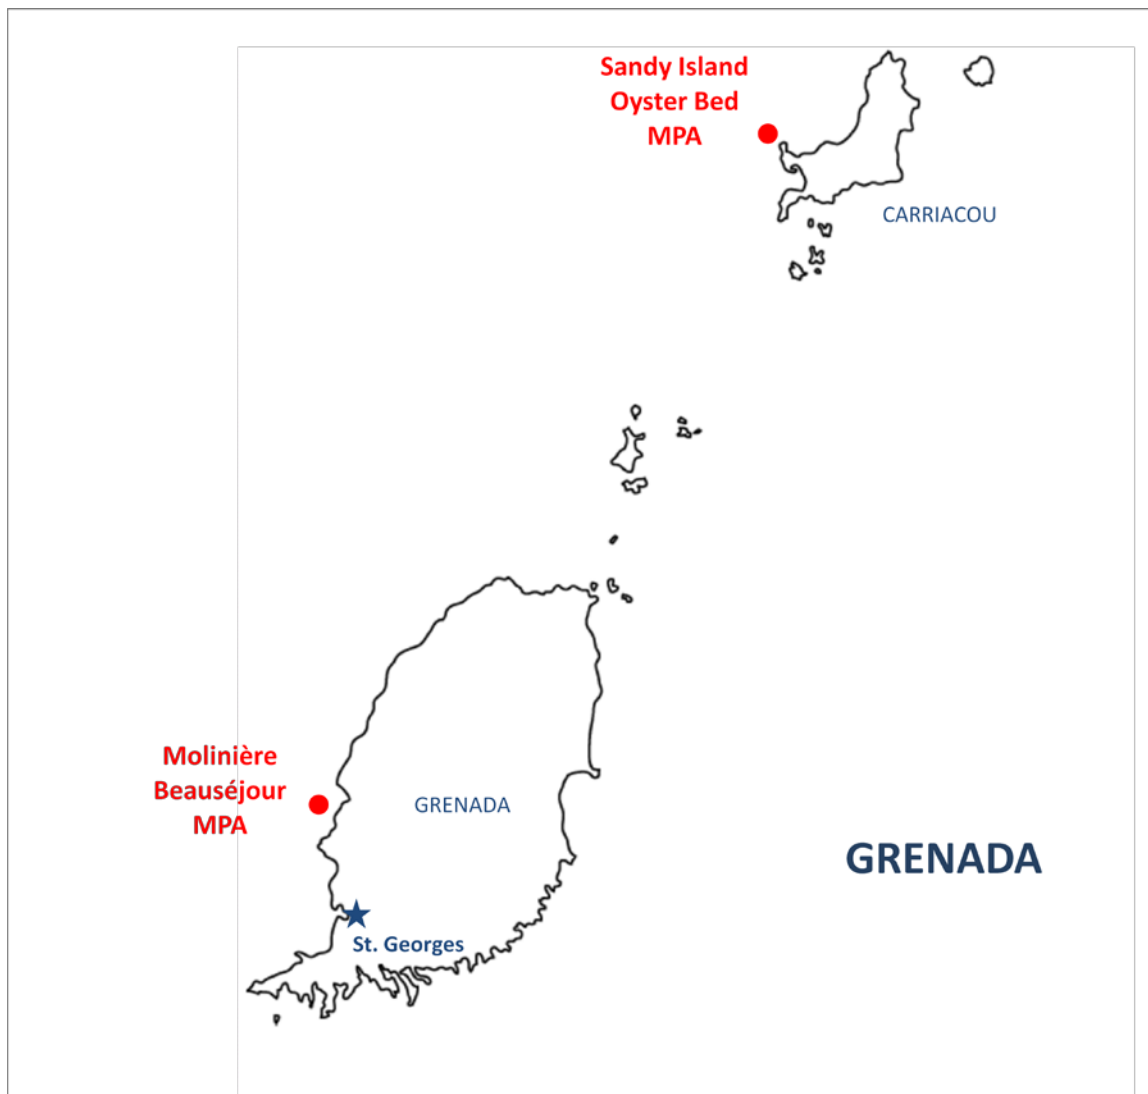 Sandy Island
Oyster Bed
MPA
CARRIACOU
Molinière
Beauséjour
MPA
GRENADA
GRENADA
St. Georges